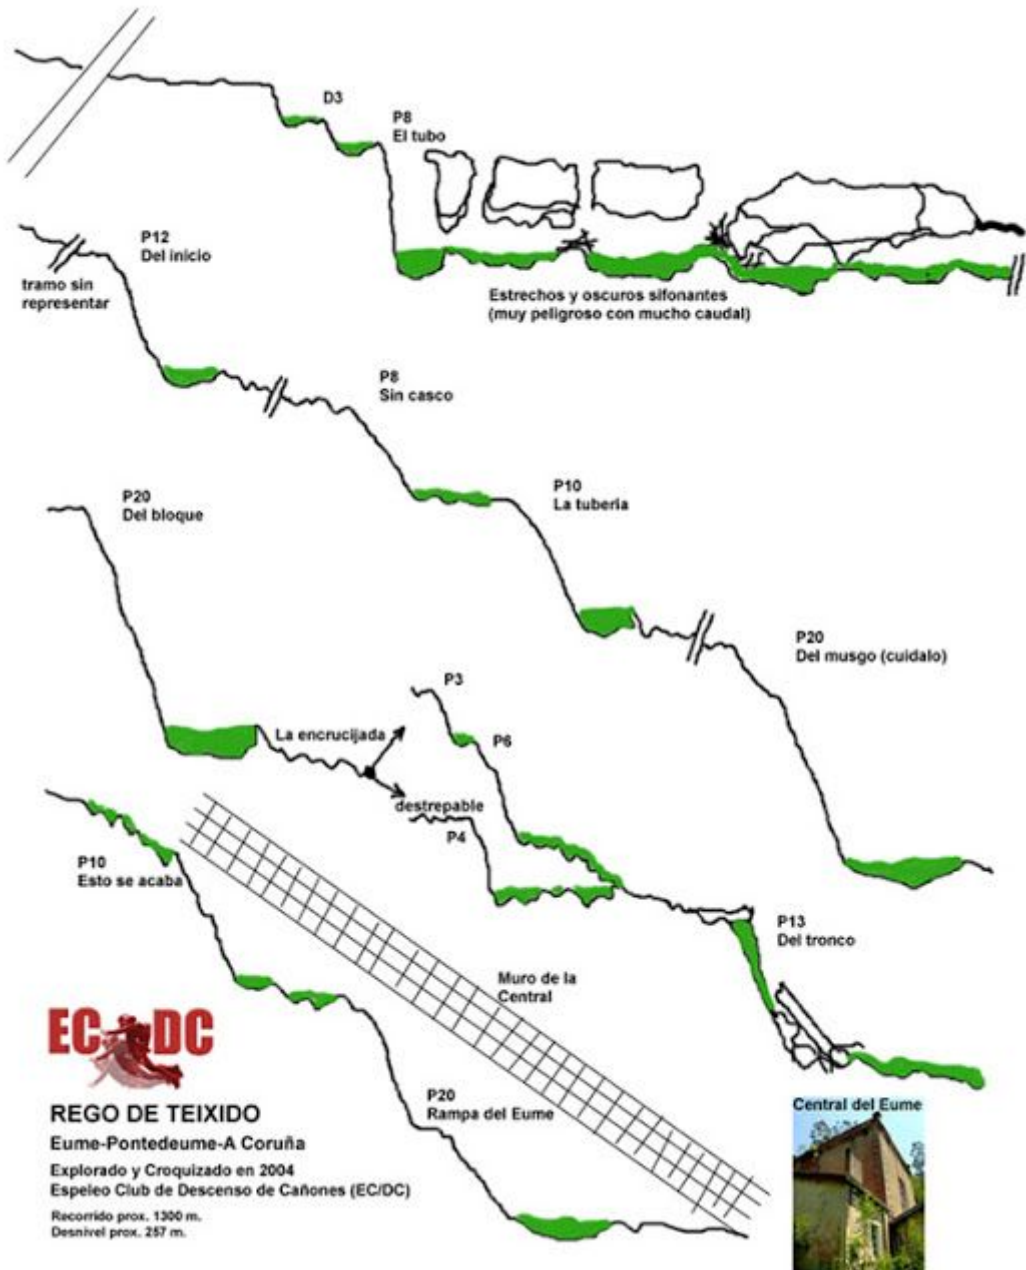 D3
P8
El tubo
P12
Del inicio
tramo sin
representar
Estrechos y oscuros sifonantes
(muy peligroso con mucho caudal)
P8
Sin casco
P20
Del bloque
P10
La tuberia
P20
Del musgo (cuidalo)
P3
La encrucijada
P6
destrepable
P4
P10
Esto se acaba
P13
Del tronco
Muro de la
Central
EC DC
P20
Rampa del Eume
Central del Eume
REGO DE TEIXIDO
Eume-Pontedeume-A Coruña
Explorado y Croquizado en 2004
Espeleo Club de Descenso de Cañones (EC/DC)
Recorrido prox. 1300 m.
Desnivel prox. 257 m.